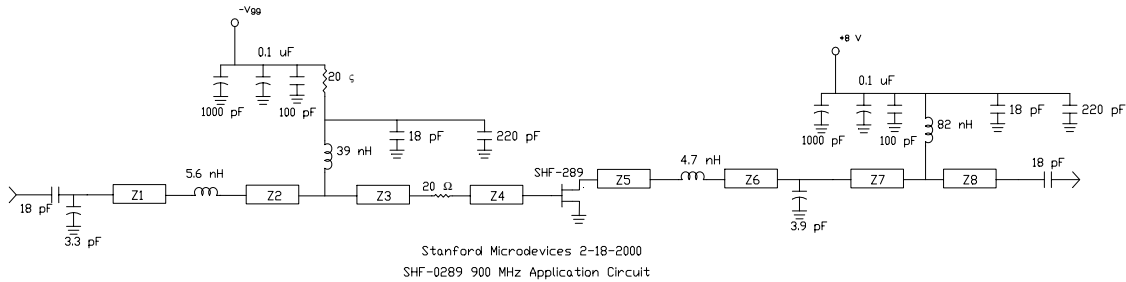 -Vgg
0.1 uF
20 ς
1000 pF
100 pF
18 pF
220 pF
39 nH
5.6 nH
18 pF
3.3 pF
Z1
Z2
Z3
20 Ω
Z4
SHF-289
+8 V
0.1 uF
1000 pF
100 pF
82 nH
18 pF
220 pF
Z5
4.7 nH
Z6
3.9 pF
Z7
Z8
18 pF
Stanford Microdevices 2-18-2000
SHF-0289 900 MHz Application Circuit